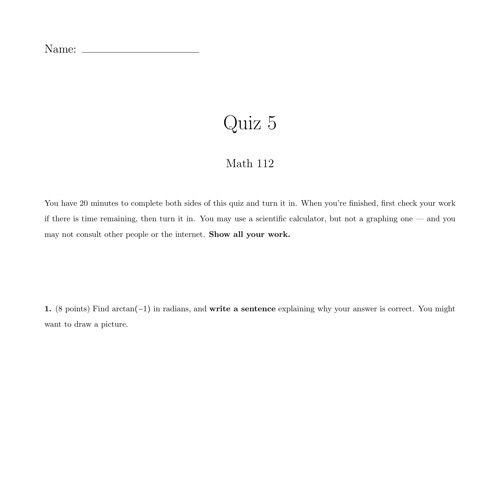 Name:
Quiz 5
Math 112
You have 20 minutes to complete both sides of this quiz and turn it in. When you're finished, first check your work
if there is time remaining, then turn it in. You may use a scientific calculator, but not a graphing one — and you
may not consult other people or the internet. Show all your work.
1. (8 points) Find arctan(−1) in radians, and write a sentence explaining why your answer is correct. You might
want to draw a picture.